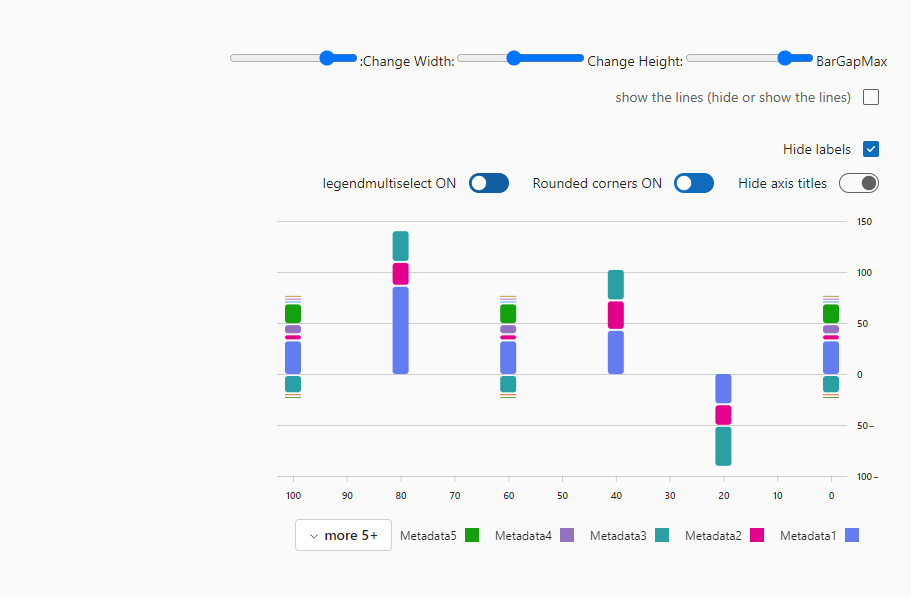 :Change Width: Change Height: BarGapMax
show the lines (hide or show the lines)
Hide labels
legendmultiselect ON Rounded corners ON Hide axis titles
150
100
50
0
50–
100–
100 90 80 70 60 50 40 30 20 10 0
more 5+ Metadata5 Metadata4 Metadata3 Metadata2 Metadata1